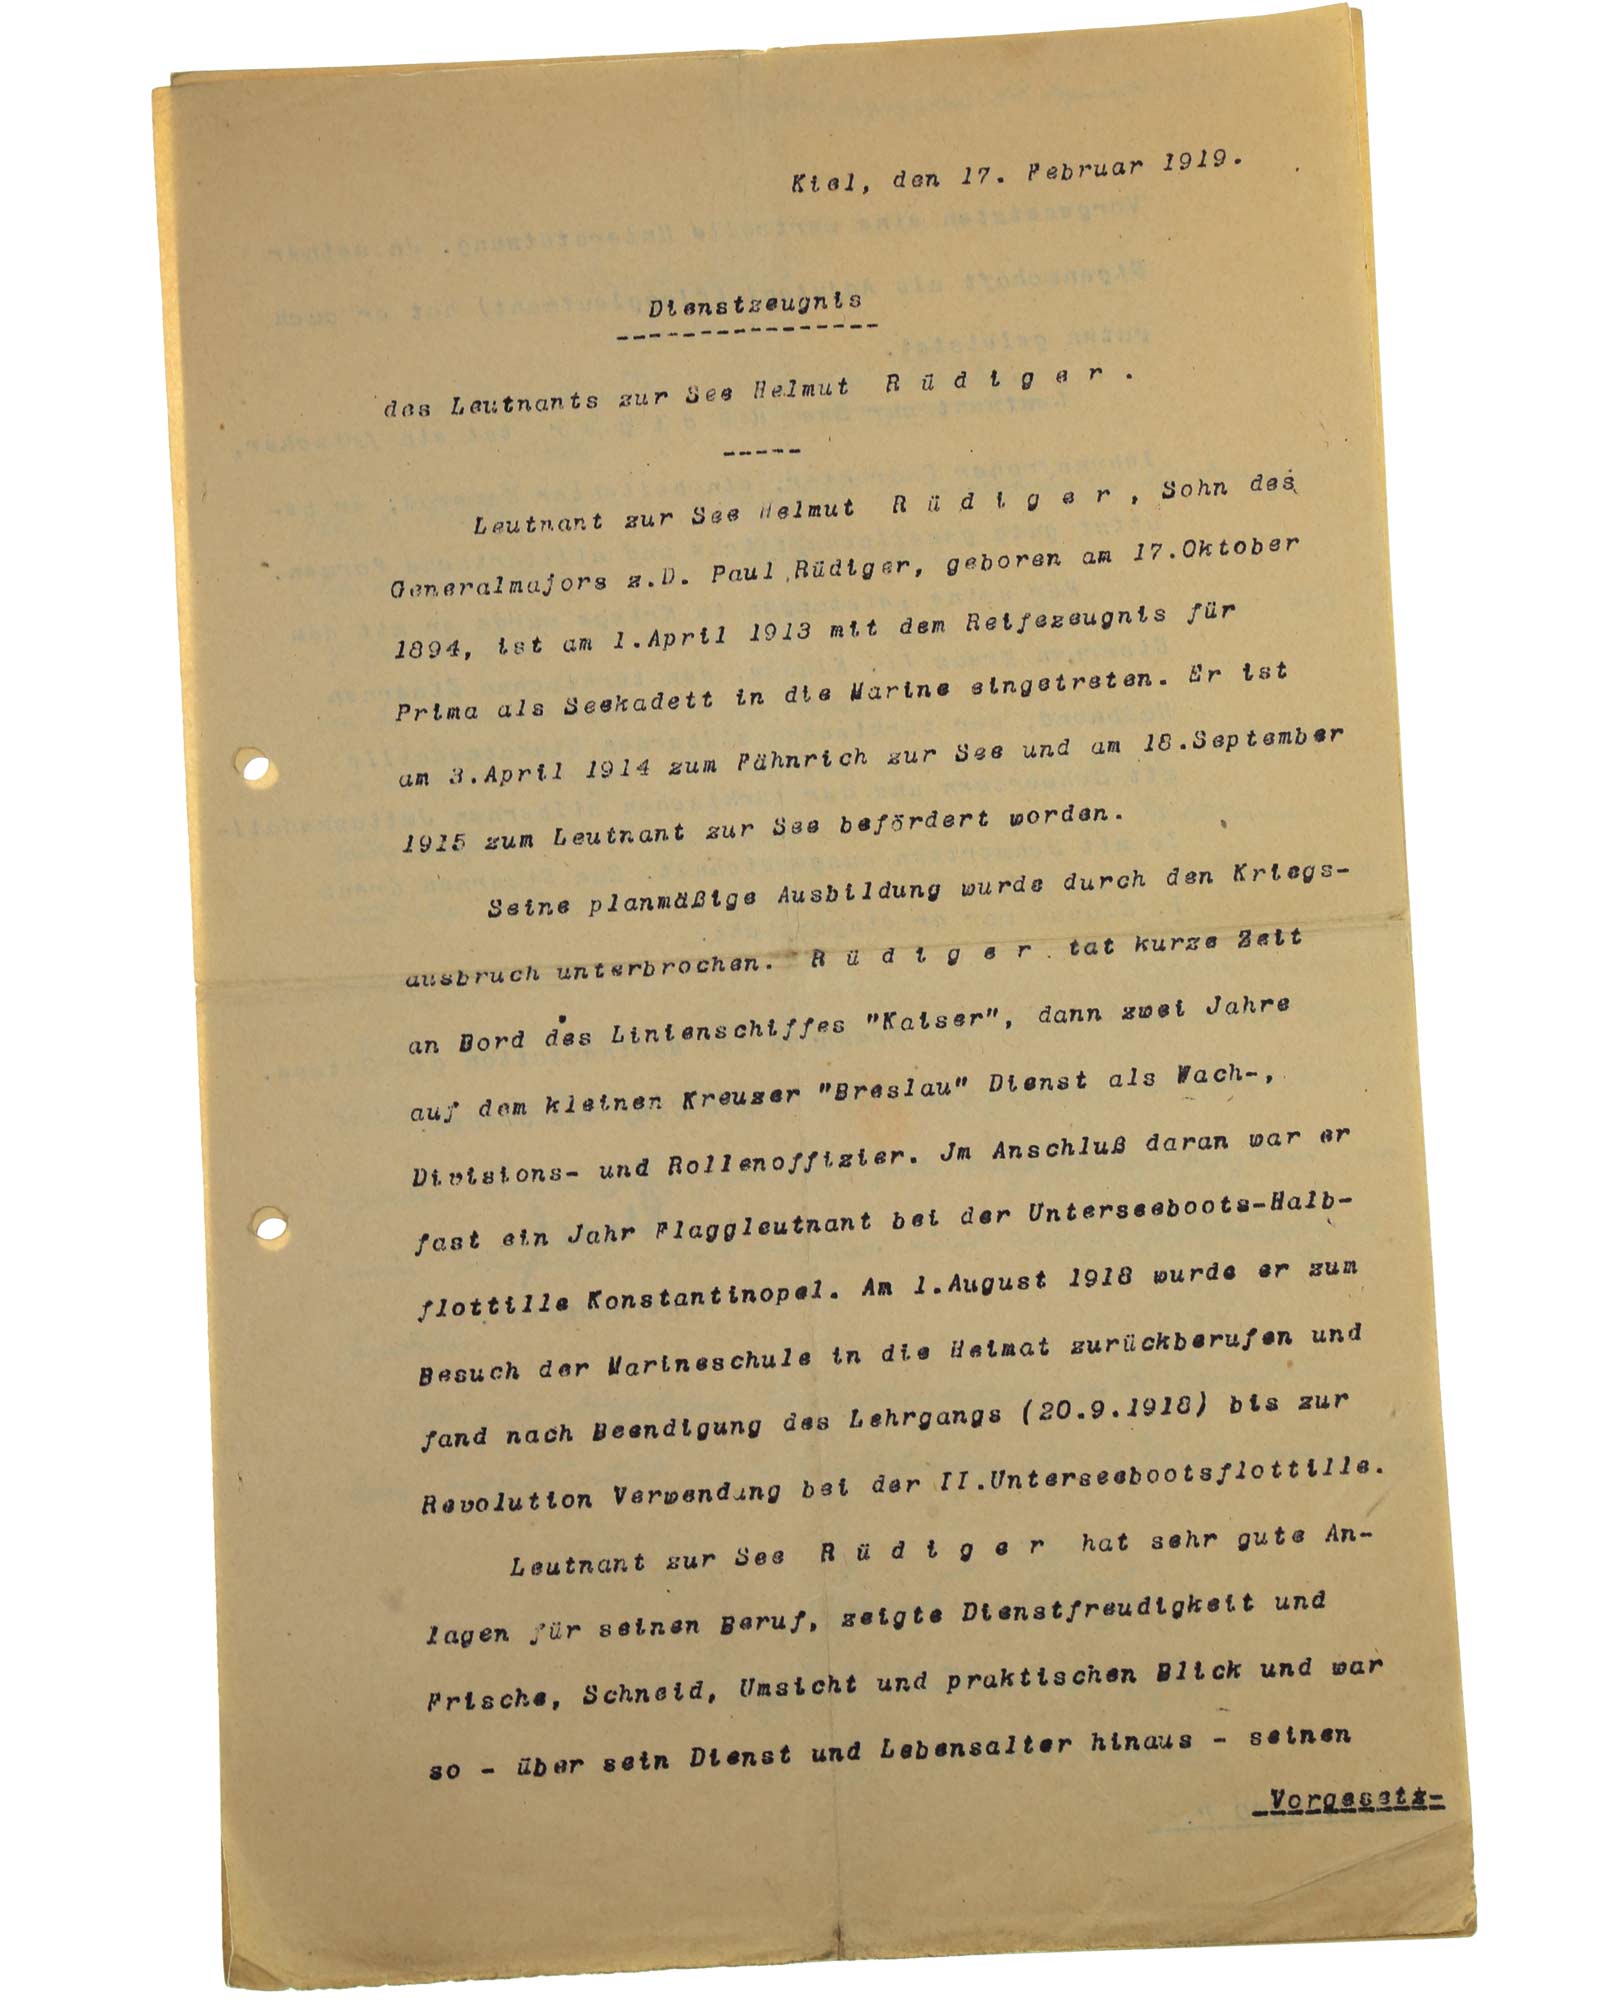 Kiel, den 17. Februar 1919.
Dienstzeugnis
----------------
des Leutnants zur See Helmut R ü d i g e r .
-----
Leutnant zur See Helmut R ü d i g e r , Sohn des
Generalmajors z.D. Paul Rüdiger, geboren am 17.Oktober
1894, ist am 1.April 1913 mit dem Reifezeugnis für
Prima als Seekadett in die Marine eingetreten. Er ist
am 3.April 1914 zum Fähnrich zur See und am 18.September
1915 zum Leutnant zur See befördert worden.
Seine planmäßige Ausbildung wurde durch den Kriegs-
ausbruch unterbrochen. R ü d i g e r tat kurze Zeit
an Bord des Linienschiffes "Kaiser", dann zwei Jahre
auf dem kleinen Kreuzer "Breslau" Dienst als Wach-,
Divisions- und Rollenoffizier. Jm Anschluß daran war er
fast ein Jahr Flaggleutnant bei der Unterseeboots-Halb-
flottille Konstantinopel. Am 1.August 1918 wurde er zum
Besuch der Marineschule in die Heimat zurückberufen und
fand nach Beendigung des Lehrgangs (20.9.1918) bis zur
Revolution Verwendung bei der II.Unterseebootsflottille.
Leutnant zur See R ü d i g e r hat sehr gute An-
lagen für seinen Beruf, zeigte Dienstfreudigkeit und
Frische, Schneid, Umsicht und praktischen Blick und war
so - über sein Dienst und Lebensalter hinaus - seinen
Vorgesetz-